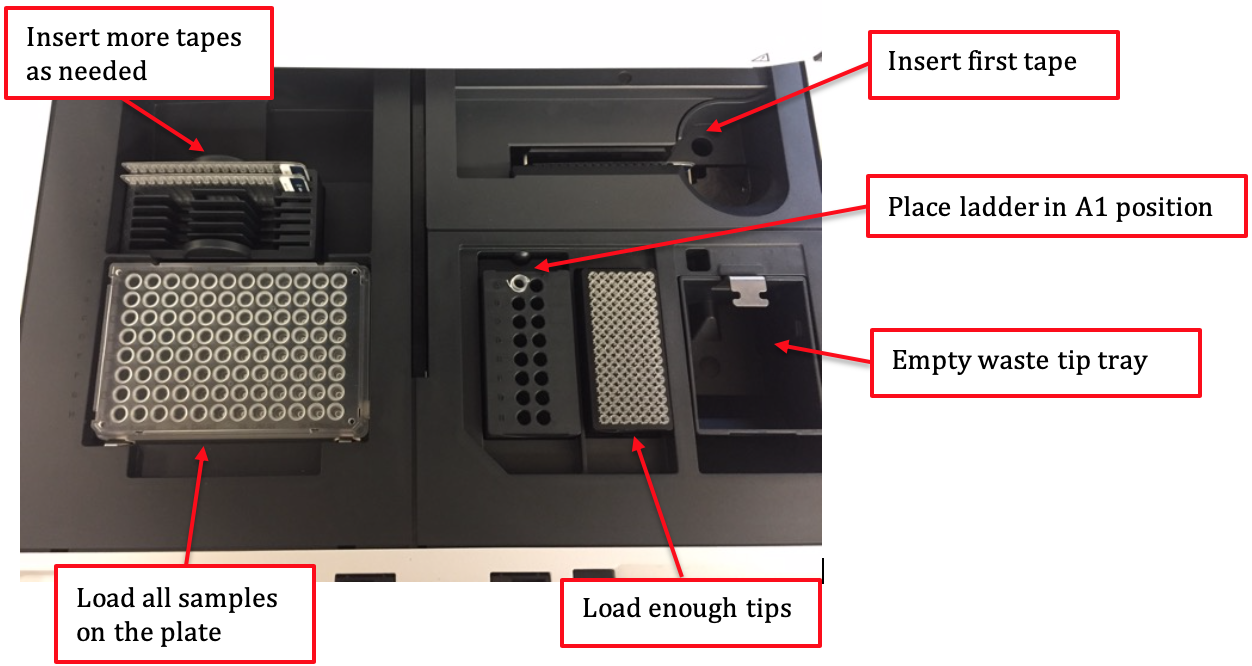 Insert more tapes
as needed
Insert first tape
Place ladder in A1 position
Empty waste tip tray
Load all samples
on the plate
Load enough tips